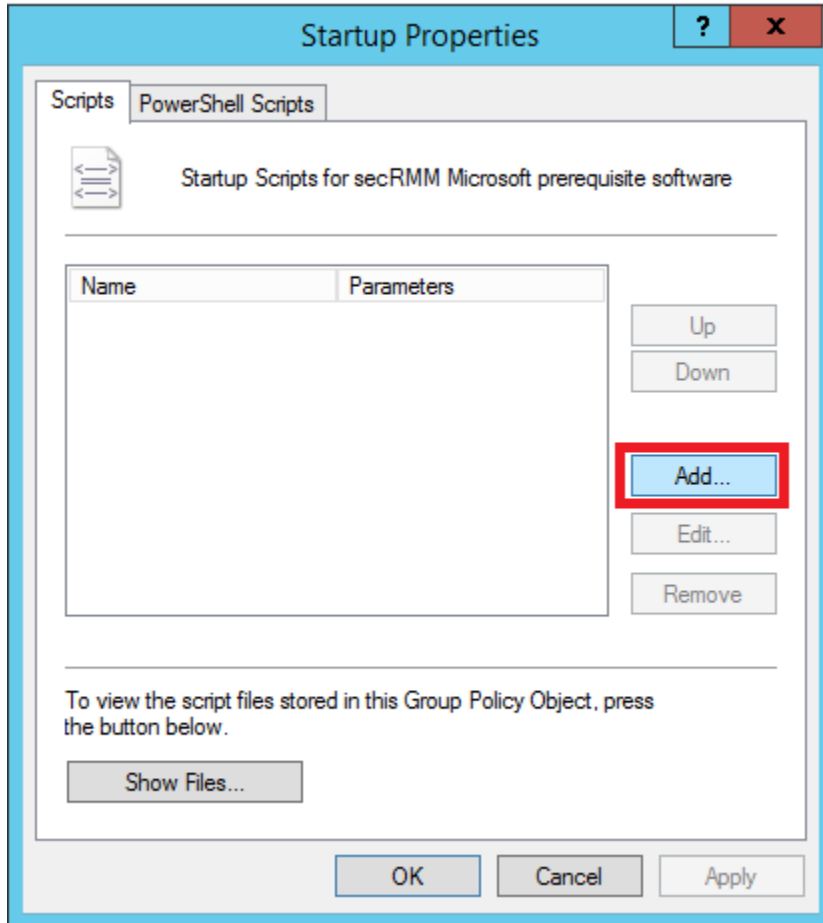 Startup Properties
?
x
Scripts
PowerShell Scripts
Startup Scripts for secRMM Microsoft prerequisite software
Name
Parameters
Up
Down
Add...
Edit...
Remove
To view the script files stored in this Group Policy Object, press
the button below.
Show Files...
OK
Cancel
Apply